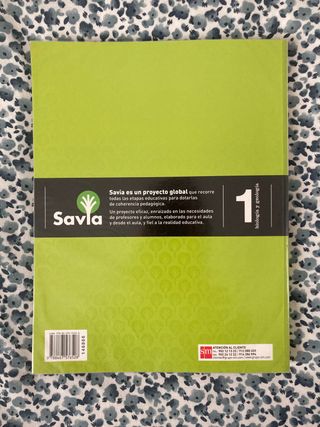 Savia es un proyecto global que recorre
todas las etapas educativas para dotarlas
de coherencia pedagógica.
Un proyecto eficaz, enraizado en las necesidades
de profesores y alumnos, elaborado para el aula
y desde el aula, y fiel a la realidad educativa.
Savia
1
biología y geología
sm
ATENCIÓN AL CLIENTE